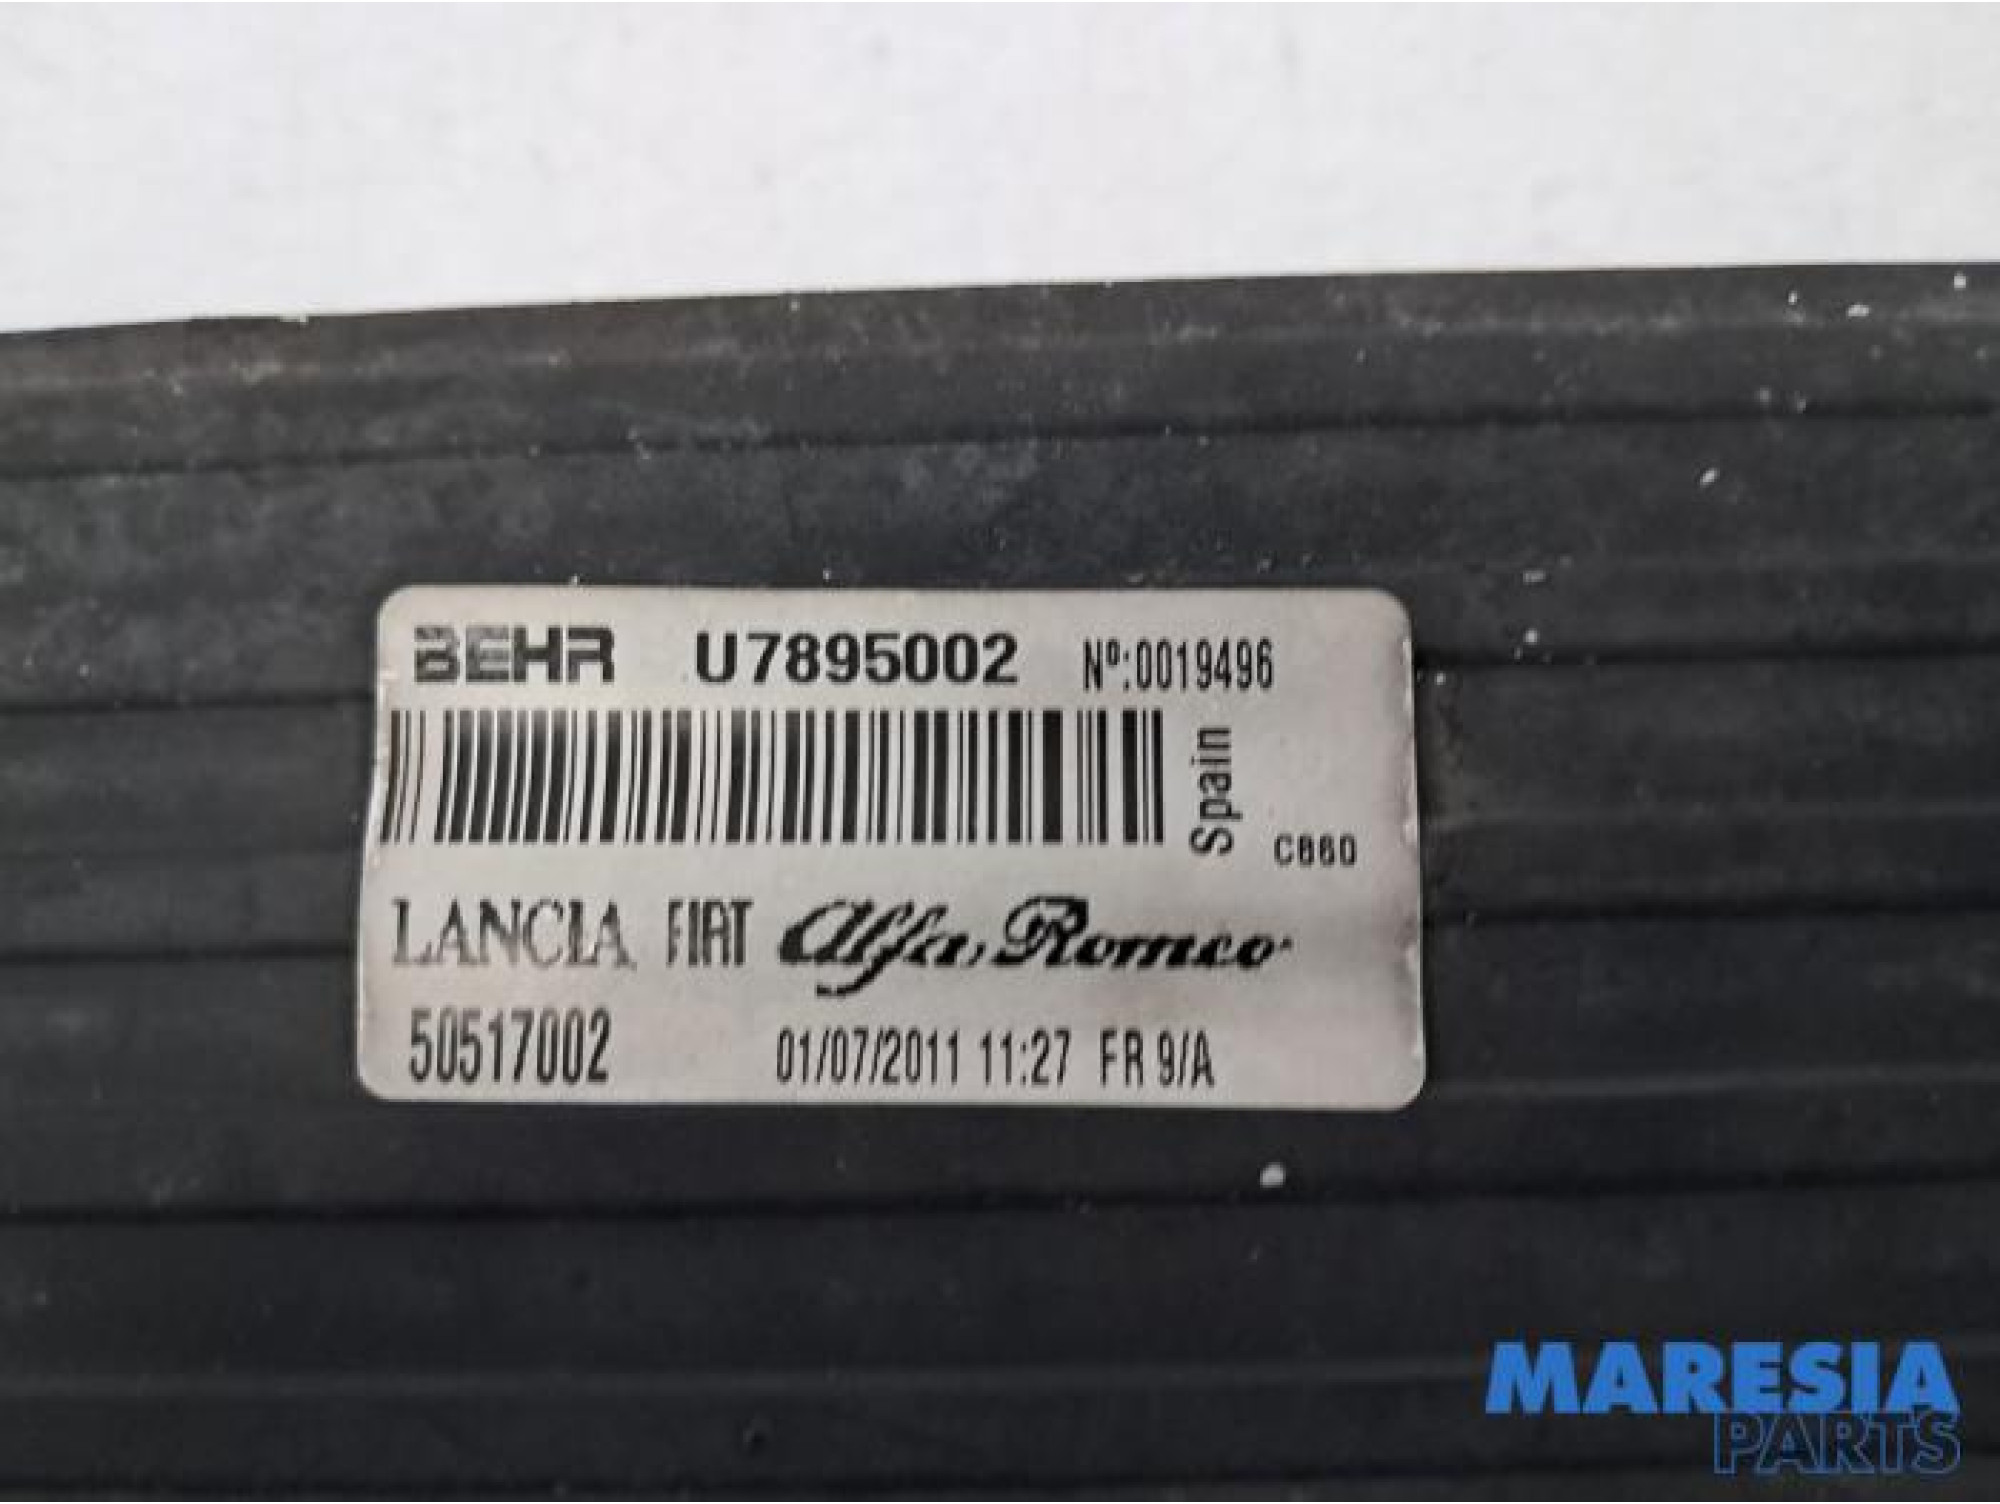 BEHR U7895002 Nº:0019496
Spain
C660
LANCIA FIAT Alfa Romeo
50517002 01/07/2011 11:27 FR 9/A
MARESIA
PARTS